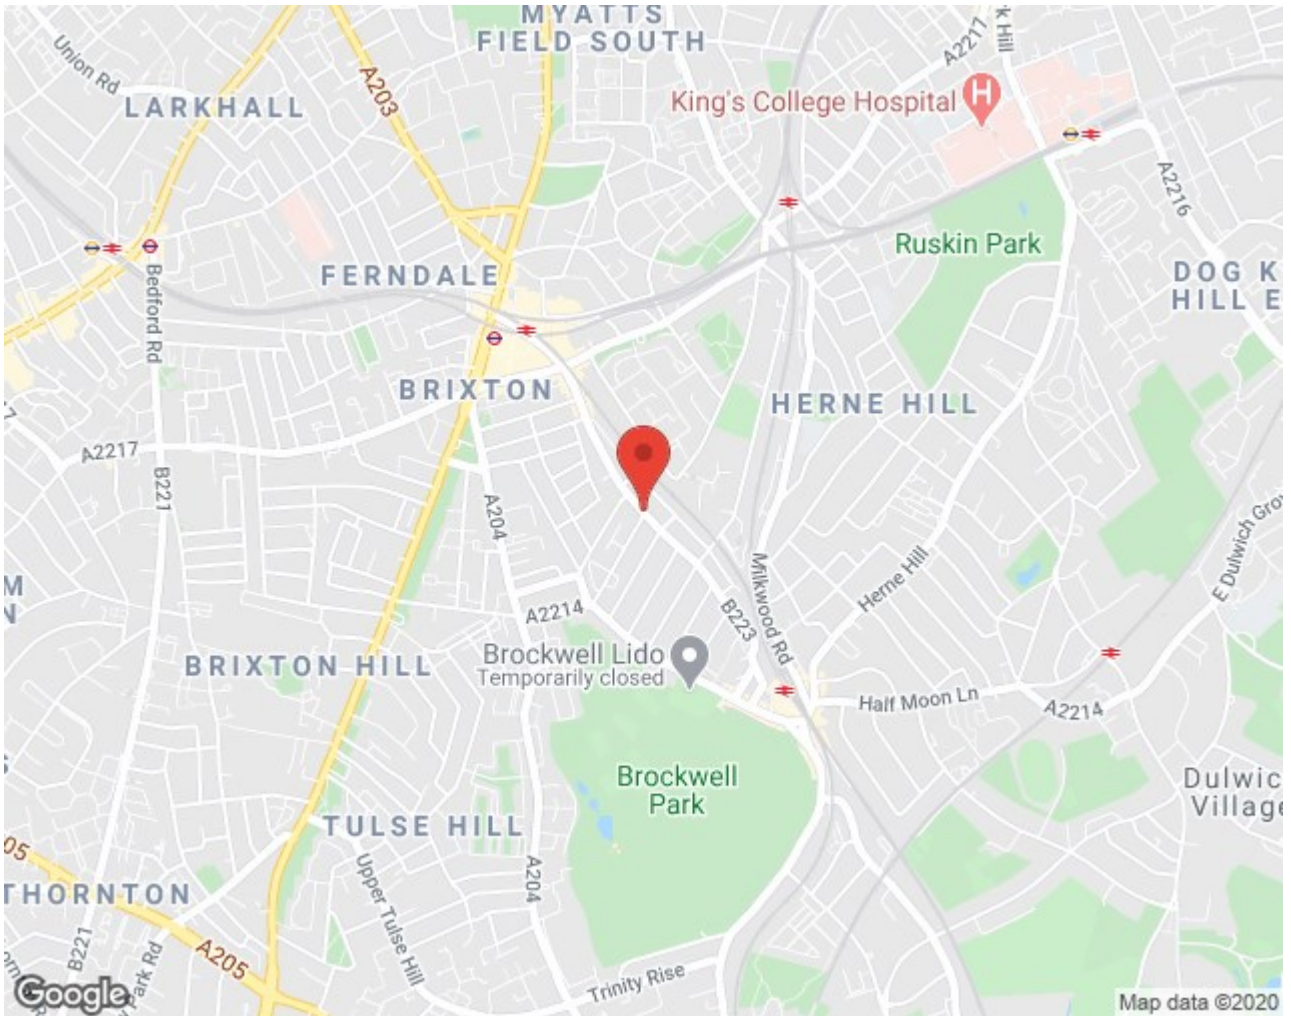 MYATTS
FIELD SOUTH
A2217
k Hill
Union Rd
A203
LARKHALL
King's College Hospital
H
A2216
Ruskin Park
FERNDALE
DOG K
HILL E
Bedford Rd
BRIXTON
HERNE HILL
A2217
B221
A204
E Dulwich Gro
M
N
Milkwood Rd
Herne Hill
A2214
B223
Brockwell Lido
Temporarily closed
BRIXTON HILL
Half Moon Ln
A2214
Brockwell
Park
Dulwic
Village
TULSE HILL
05
A204
Upper Tulse Hill
THORNTON
B221
Park Rd
A205
Trinity Rise
Google
Map data ©2020